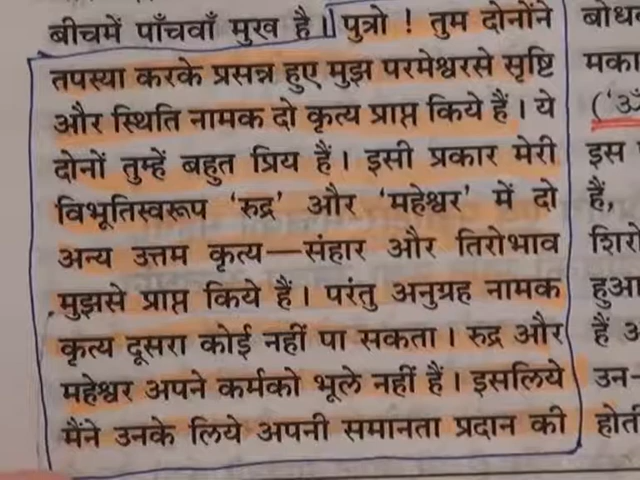 बीचमें पाँचवाँ मुख है। पुत्रो ! तुम दोनोंने
तपस्या करके प्रसन्न हुए मुझ परमेश्वरसे सृष्टि
और स्थिति नामक दो कृत्य प्राप्त किये हैं। ये
दोनों तुम्हें बहुत प्रिय हैं। इसी प्रकार मेरी
विभूतिस्वरूप ‘रुद्र’ और ‘महेश्वर’ में दो
अन्य उत्तम कृत्य—संहार और तिरोभाव
मुझसे प्राप्त किये हैं। परंतु अनुग्रह नामक
कृत्य दूसरा कोई नहीं पा सकता। रुद्र और
महेश्वर अपने कर्मको भूले नहीं हैं। इसलिये
मैंने उनके लिये अपनी समानता प्रदान की
इस
हैं,
हुआ
हैं
उन-